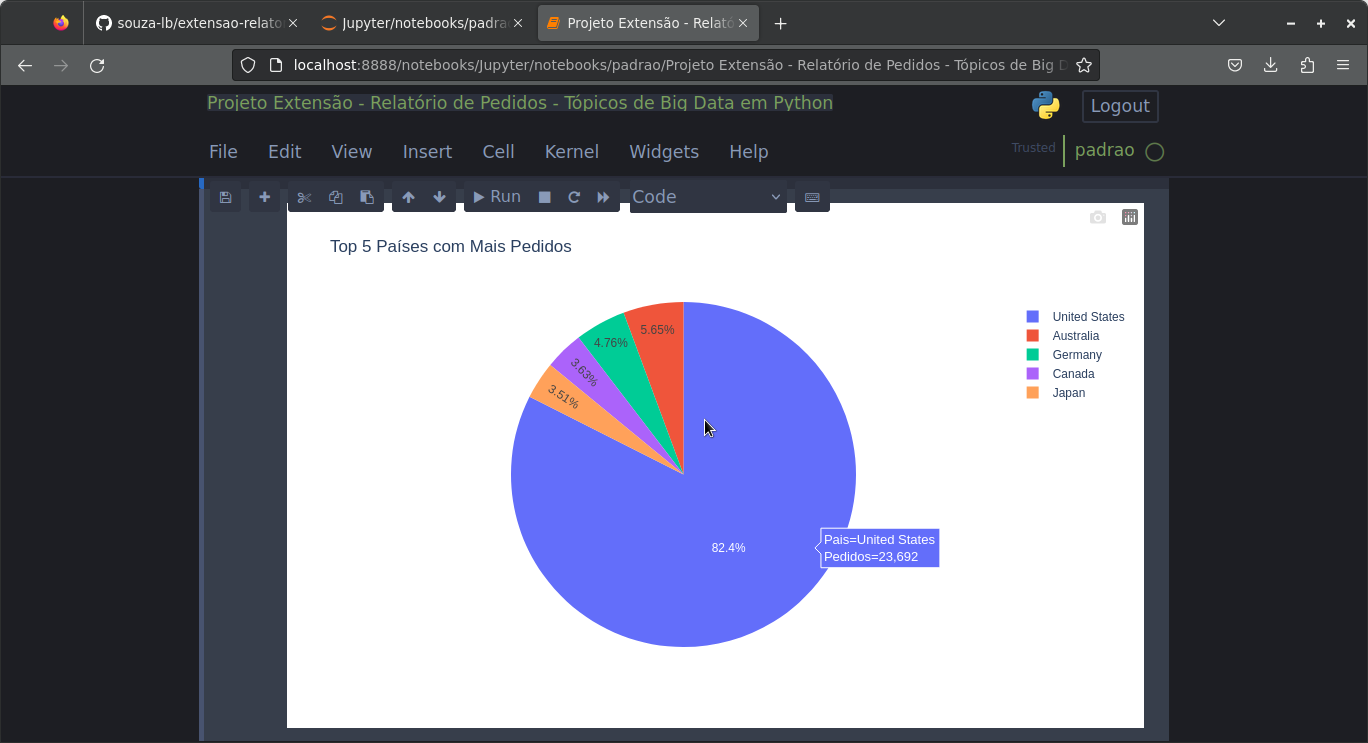 souza-lb/extensao-relato
Jupyter/notebooks/padra
Projeto Extensão - Relató
localhost:8888/notebooks/Jupyter/notebooks/padrao/Projeto Extensão - Relatório de Pedidos - Tópicos de Big D
Projeto Extensão - Relatório de Pedidos - Tópicos de Big Data em Python
Logout
File Edit View Insert Cell Kernel Widgets Help
Trusted
padrao
Run
Code
Top 5 Países com Mais Pedidos
United States
Australia
Germany
Canada
Japan
5.65%
4.76%
3.63%
3.51%
82.4%
Pais=United States
Pedidos=23,692